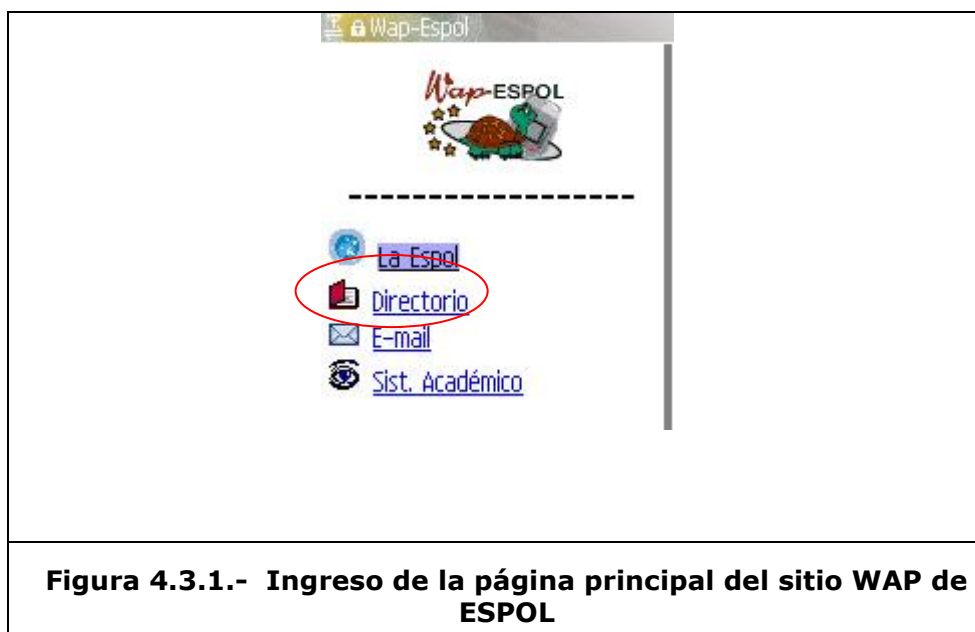 Wap-Espol
Wap-ESPOL
-------------------
La Espol
Directorio
E-mail
Sist. Académico
Figura 4.3.1.- Ingreso de la página principal del sitio WAP de
ESPOL